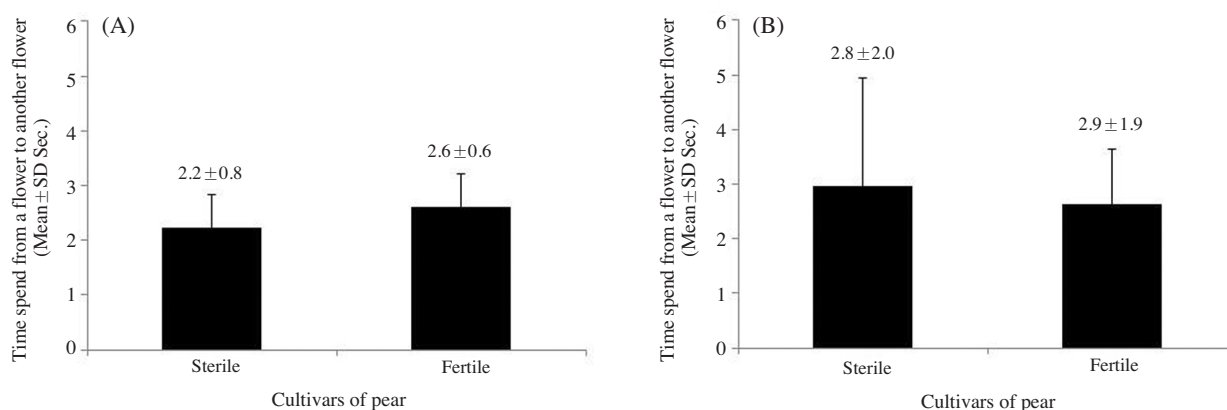 (A)
Time spend from a flower to another flower
(Mean±SD Sec.)
6
5
4
3
2
1
0
2.2±0.8
2.6±0.6
Sterile
Fertile
Cultivars of pear
(B)
Time spend from a flower to another flower
(Mean±SD Sec.)
6
5
4
3
2
1
0
2.8±2.0
2.9±1.9
Sterile
Fertile
Cultivars of pear